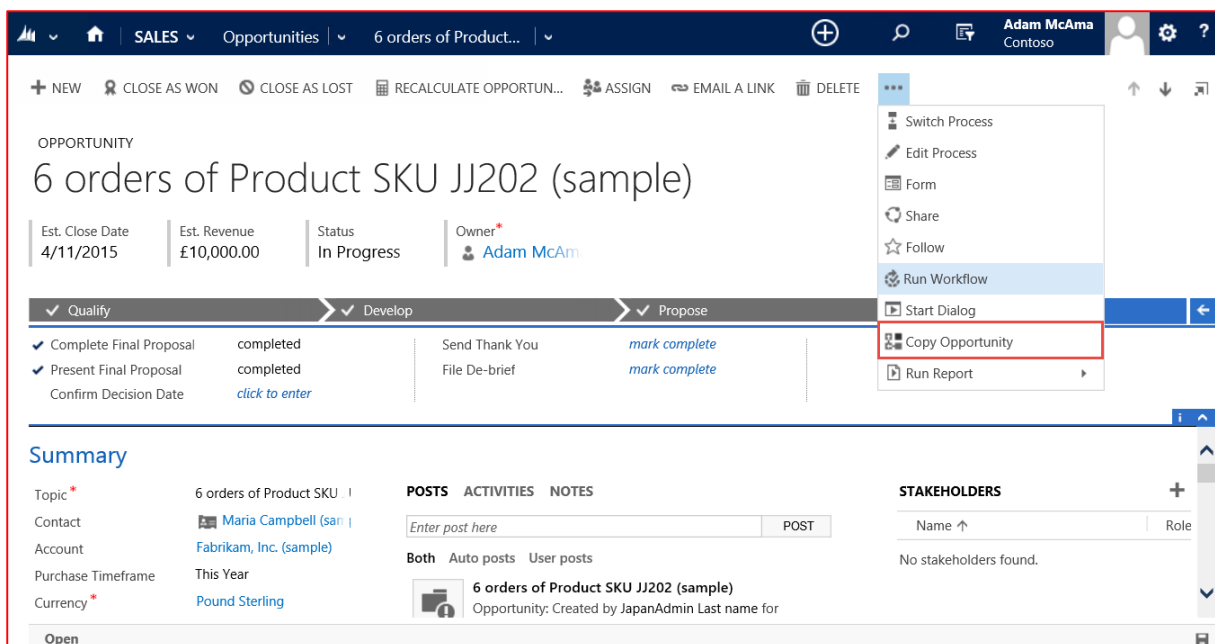 SALES Opportunities 6 orders of Product... Adam McAma
Contoso
?
NEW CLOSE AS WON CLOSE AS LOST RECALCULATE OPPORTUN... ASSIGN EMAIL A LINK DELETE
Switch Process
Edit Process
Form
Share
Follow
Run Workflow
Start Dialog
Copy Opportunity
Run Report
OPPORTUNITY
6 orders of Product SKU JJ202 (sample)
Est. Close Date Est. Revenue Status Owner*
4/11/2015 £10,000.00 In Progress Adam McAm
Qualify Develop Propose
Complete Final Proposal completed Send Thank You mark complete
Present Final Proposal completed File De-brief mark complete
Confirm Decision Date click to enter
i
Summary
Topic* 6 orders of Product SKU POSTS ACTIVITIES NOTES STAKEHOLDERS
Contact Maria Campbell (sam Enter post here POST Name Role
Account Fabrikam, Inc. (sample) Both Auto posts User posts No stakeholders found.
Purchase Timeframe This Year 6 orders of Product SKU JJ202 (sample)
Currency* Pound Sterling Opportunity: Created by JapanAdmin Last name for
Open